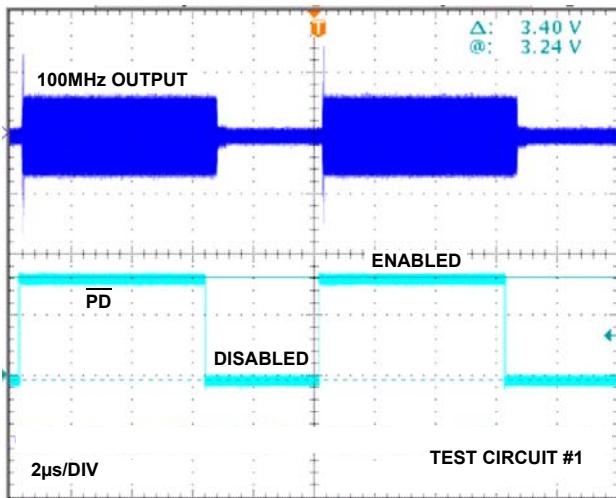 T
Δ: 3.40 V
@: 3.24 V
100MHz OUTPUT
ENABLED
PD
DISABLED
2µs/DIV
TEST CIRCUIT #1